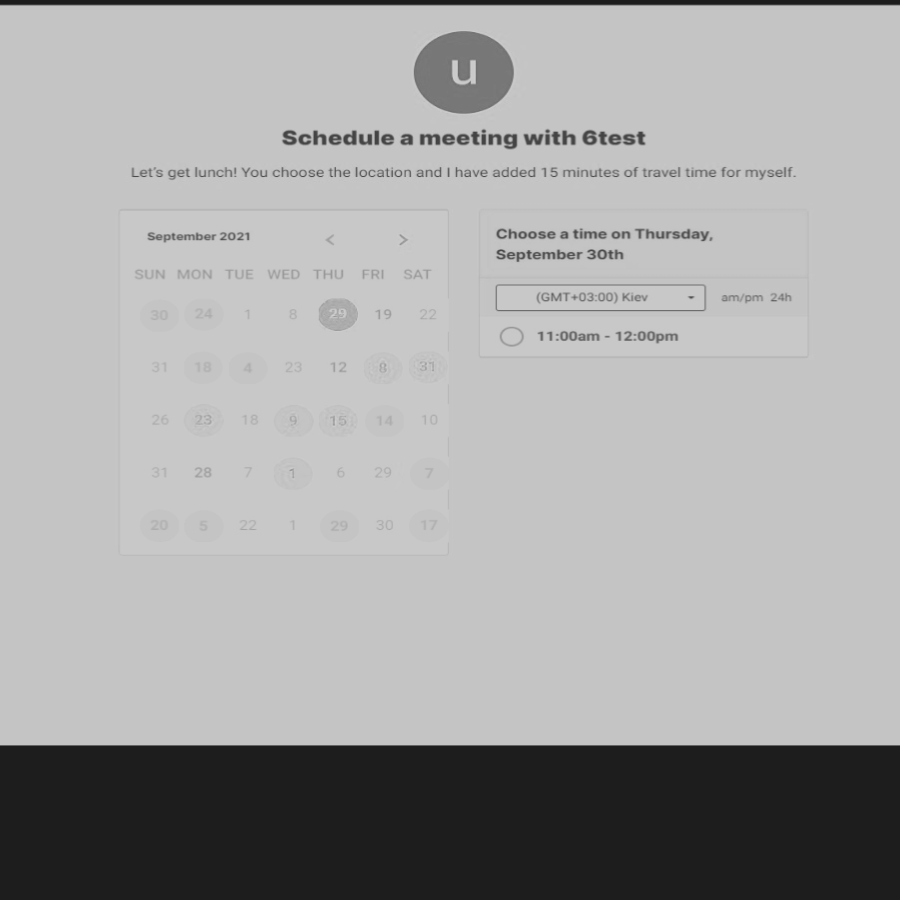 u
Schedule a meeting with 6test
Let's get lunch! You choose the location and I have added 15 minutes of travel time for myself.
September 2021 < >
SUN MON TUE WED THU FRI SAT
30 24 1 8 29 19 22
31 18 4 23 12 8 31
26 23 18 9 15 14 10
31 28 7 1 6 29 7
20 5 22 1 29 30 17
Choose a time on Thursday,
September 30th
(GMT+03:00) Kiev am/pm 24h
11:00am - 12:00pm